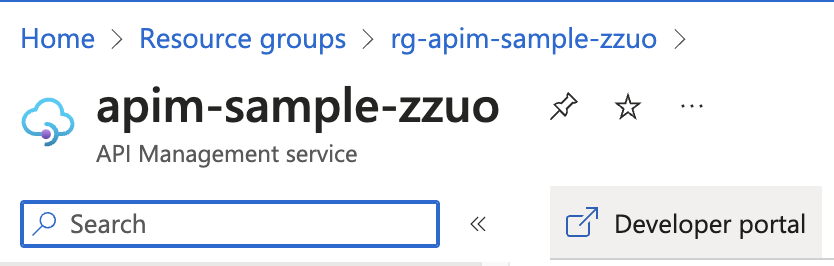 Home > Resource groups > rg-apim-sample-zzuo >
apim-sample-zzuo ...
API Management service
Search «
Developer portal